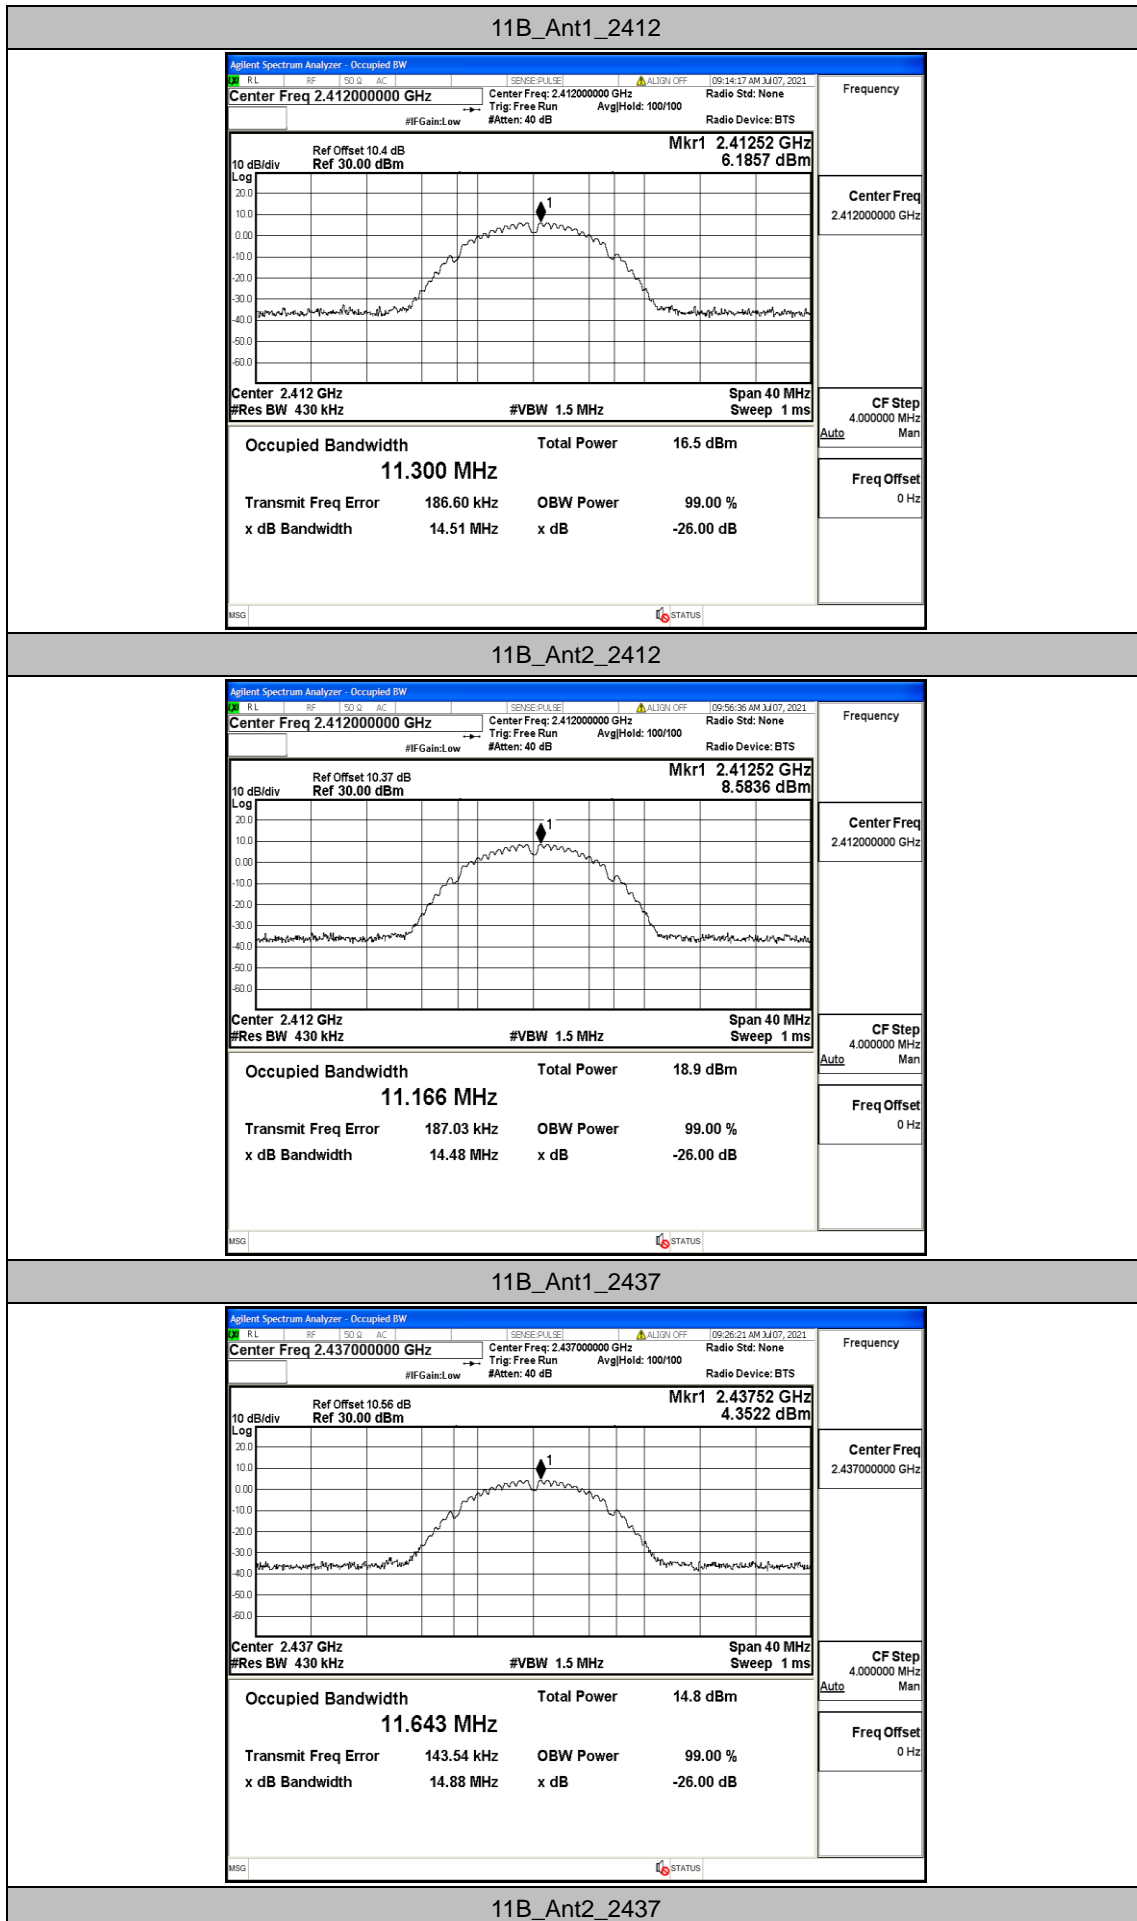 11B_Ant1_2412
Agilent Spectrum Analyzer - Occupied BW
LXI RL RF 50 Ω AC SENSE:PULSE ALIGN OFF 09:14:17 AM Jul 07, 2021
Center Freq 2.412000000 GHz Center Freq: 2.412000000 GHz Radio Std: None Frequency
Trig: Free Run Avg|Hold: 100/100
#IFGain:Low #Atten: 40 dB Radio Device: BTS
Ref Offset 10.4 dB Mkr1 2.41252 GHz
10 dB/div Ref 30.00 dBm 6.1857 dBm
Log
20.0
10.0
0.00
-10.0
-20.0
-30.0
-40.0
-50.0
-60.0
1
Center Freq
2.412000000 GHz
Center 2.412 GHz Span 40 MHz
#Res BW 430 kHz #VBW 1.5 MHz Sweep 1 ms
CF Step
4.000000 MHz
Auto Man
Occupied Bandwidth Total Power 16.5 dBm
11.300 MHz
Freq Offset
0 Hz
Transmit Freq Error 186.60 kHz OBW Power 99.00 %
x dB Bandwidth 14.51 MHz x dB -26.00 dB
MSG STATUS
11B_Ant2_2412
Agilent Spectrum Analyzer - Occupied BW
LXI RL RF 50 Ω AC SENSE:PULSE ALIGN OFF 09:56:36 AM Jul 07, 2021
Center Freq 2.412000000 GHz Center Freq: 2.412000000 GHz Radio Std: None Frequency
Trig: Free Run Avg|Hold: 100/100
#IFGain:Low #Atten: 40 dB Radio Device: BTS
Ref Offset 10.37 dB Mkr1 2.41252 GHz
10 dB/div Ref 30.00 dBm 8.5836 dBm
Log
20.0
10.0
0.00
-10.0
-20.0
-30.0
-40.0
-50.0
-60.0
1
Center Freq
2.412000000 GHz
Center 2.412 GHz Span 40 MHz
#Res BW 430 kHz #VBW 1.5 MHz Sweep 1 ms
CF Step
4.000000 MHz
Auto Man
Occupied Bandwidth Total Power 18.9 dBm
11.166 MHz
Freq Offset
0 Hz
Transmit Freq Error 187.03 kHz OBW Power 99.00 %
x dB Bandwidth 14.48 MHz x dB -26.00 dB
MSG STATUS
11B_Ant1_2437
Agilent Spectrum Analyzer - Occupied BW
LXI RL RF 50 Ω AC SENSE:PULSE ALIGN OFF 09:26:21 AM Jul 07, 2021
Center Freq 2.437000000 GHz Center Freq: 2.437000000 GHz Radio Std: None Frequency
Trig: Free Run Avg|Hold: 100/100
#IFGain:Low #Atten: 40 dB Radio Device: BTS
Ref Offset 10.56 dB Mkr1 2.43752 GHz
10 dB/div Ref 30.00 dBm 4.3522 dBm
Log
20.0
10.0
0.00
-10.0
-20.0
-30.0
-40.0
-50.0
-60.0
1
Center Freq
2.437000000 GHz
Center 2.437 GHz Span 40 MHz
#Res BW 430 kHz #VBW 1.5 MHz Sweep 1 ms
CF Step
4.000000 MHz
Auto Man
Occupied Bandwidth Total Power 14.8 dBm
11.643 MHz
Freq Offset
0 Hz
Transmit Freq Error 143.54 kHz OBW Power 99.00 %
x dB Bandwidth 14.88 MHz x dB -26.00 dB
MSG STATUS
11B_Ant2_2437